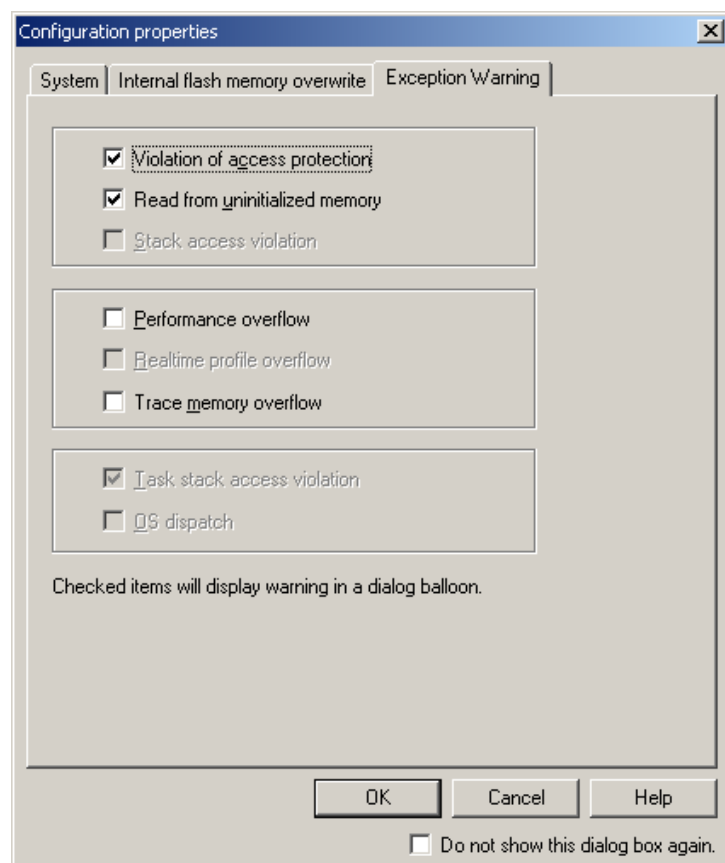 Configuration properties
System
Internal flash memory overwrite
Exception Warning
Violation of access protection
Read from uninitialized memory
Stack access violation
Performance overflow
Realtime profile overflow
Trace memory overflow
Task stack access violation
OS dispatch
Checked items will display warning in a dialog balloon.
OK
Cancel
Help
Do not show this dialog box again.